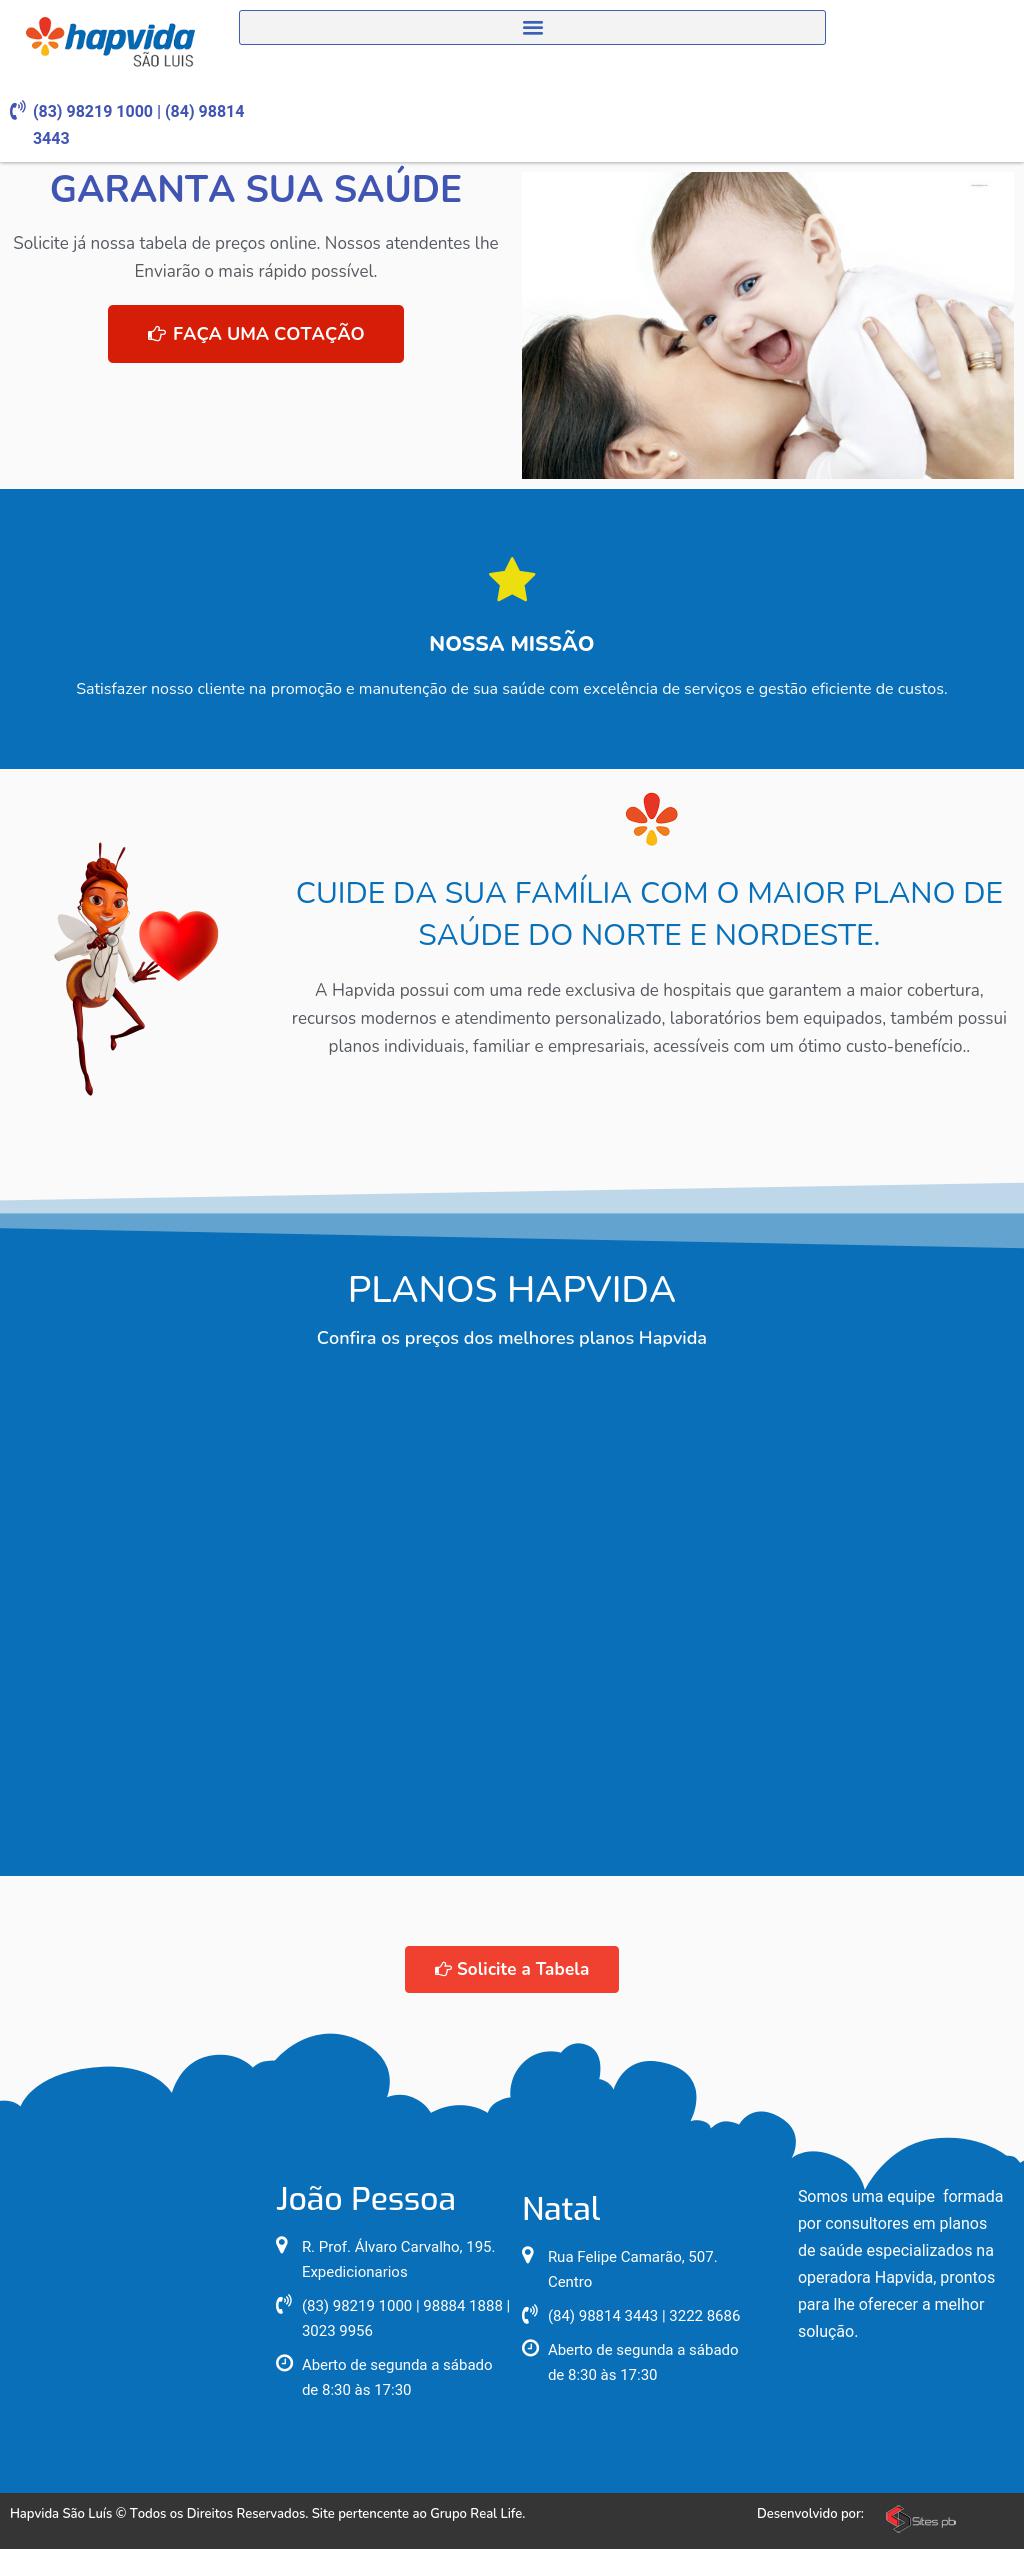 hapvida
SÃO LUIS
(83) 98219 1000 | (84) 98814
3443
GARANTA SUA SAÚDE
Solicite já nossa tabela de preços online. Nossos atendentes lhe
Enviarão o mais rápido possível.
FAÇA UMA COTAÇÃO
NOSSA MISSÃO
Satisfazer nosso cliente na promoção e manutenção de sua saúde com excelência de serviços e gestão eficiente de custos.
CUIDE DA SUA FAMÍLIA COM O MAIOR PLANO DE
SAÚDE DO NORTE E NORDESTE.
A Hapvida possui com uma rede exclusiva de hospitais que garantem a maior cobertura,
recursos modernos e atendimento personalizado, laboratórios bem equipados, também possui
planos individuais, familiar e empresariais, acessíveis com um ótimo custo-benefício..
PLANOS HAPVIDA
Confira os preços dos melhores planos Hapvida
Solicite a Tabela
João Pessoa
R. Prof. Álvaro Carvalho, 195.
Expedicionarios
(83) 98219 1000 | 98884 1888 |
3023 9956
Aberto de segunda a sábado
de 8:30 às 17:30
Natal
Rua Felipe Camarão, 507.
Centro
(84) 98814 3443 | 3222 8686
Aberto de segunda a sábado
de 8:30 às 17:30
Somos uma equipe  formada
por consultores em planos
de saúde especializados na
operadora Hapvida, prontos
para lhe oferecer a melhor
solução.
Hapvida São Luís © Todos os Direitos Reservados. Site pertencente ao Grupo Real Life.
Desenvolvido por:
Sites pb